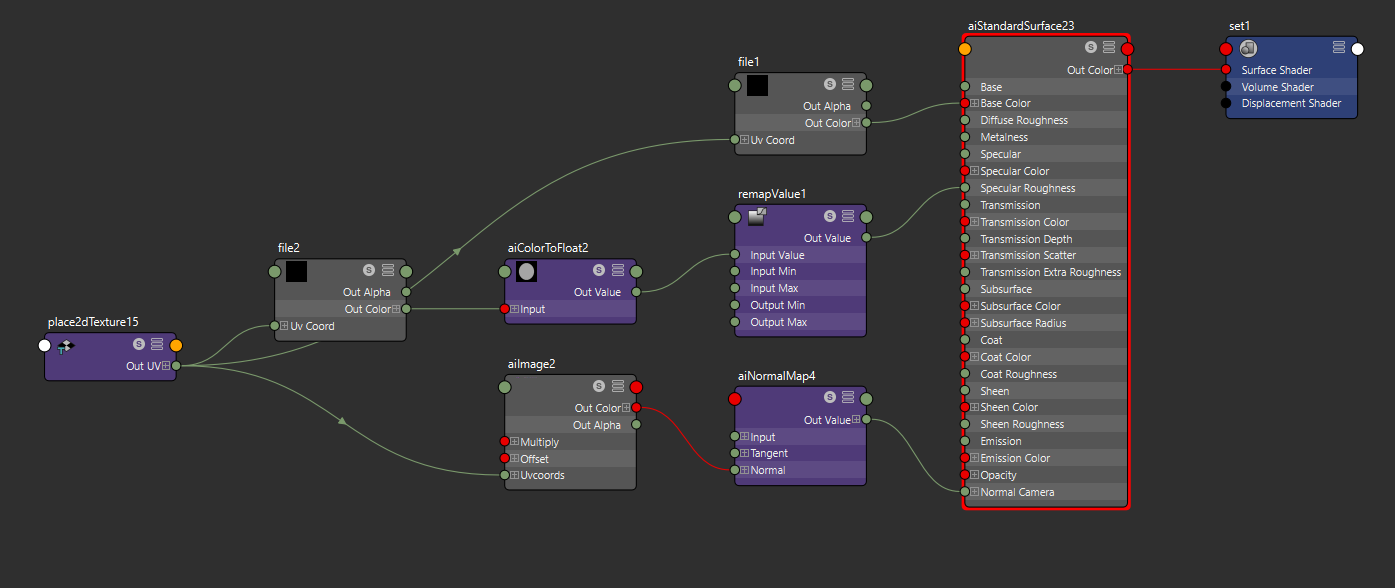 aiStandardSurface23
Out Color
Base
Base Color
Diffuse Roughness
Metalness
Specular
Specular Color
Specular Roughness
Transmission
Transmission Color
Transmission Depth
Transmission Scatter
Transmission Extra Roughness
Subsurface
Subsurface Color
Subsurface Radius
Coat
Coat Color
Coat Roughness
Sheen
Sheen Color
Sheen Roughness
Emission
Emission Color
Opacity
Normal Camera
set1
Surface Shader
Volume Shader
Displacement Shader
file1
S
Out Alpha
Out Color
Uv Coord
remapValue1
S
Out Value
Input Value
Input Min
Input Max
Output Min
Output Max
file2
S
Out Alpha
Out Color
Uv Coord
aiColorToFloat2
S
Out Value
Input
place2dTexture15
S
Out UV
aiImage2
S
Out Color
Out Alpha
Multiply
Offset
Uvcoords
aiNormalMap4
S
Out Value
Input
Tangent
Normal
S